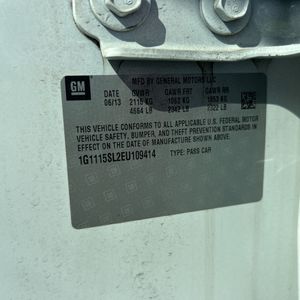 GM
MFD BY GENERAL MOTORS LLC
DATE GVWR GAWR FRT GAWR RR
06/13 2115 KG 1062 KG 1053 KG
4664 LB 2342 LB 2322 LB
THIS VEHICLE CONFORMS TO ALL APPLICABLE U.S. FEDERAL MOTOR
VEHICLE SAFETY, BUMPER, AND THEFT PREVENTION STANDARDS IN
EFFECT ON THE DATE OF MANUFACTURE SHOWN ABOVE.
1G1115SL2EU109414 TYPE: PASS CAR